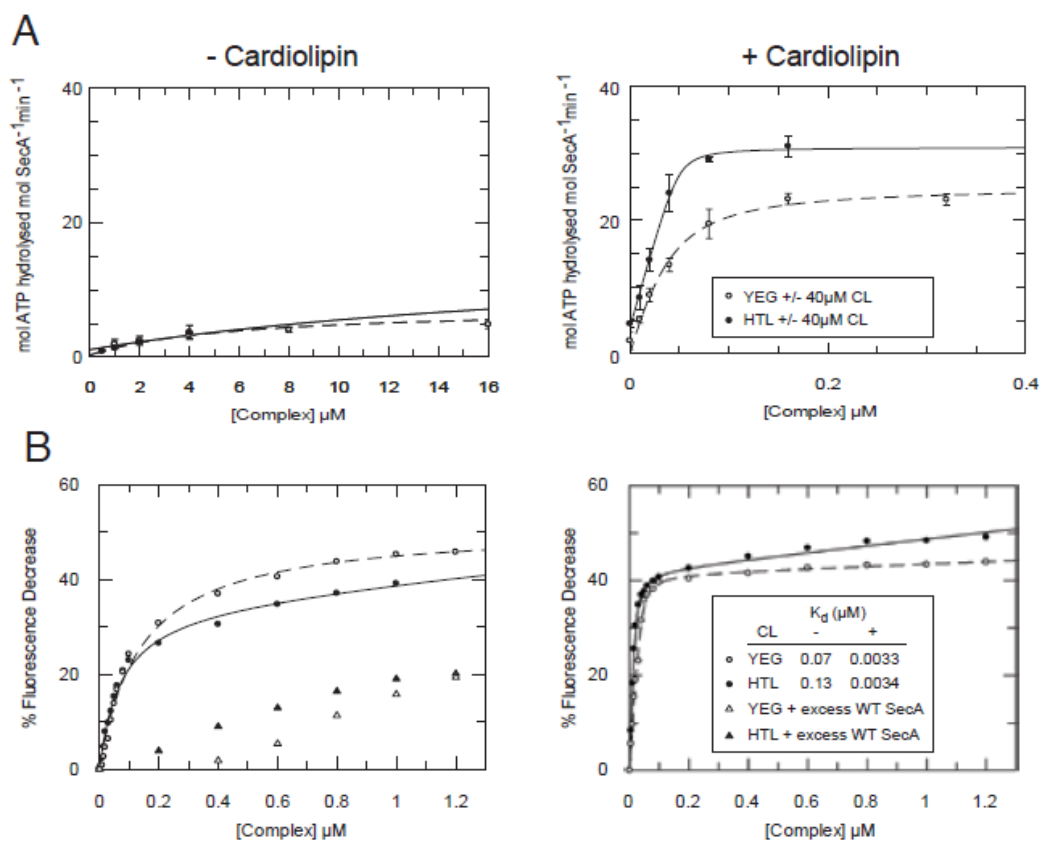 A
- Cardiolipin
mol ATP hydrolysed mol SecA⁻¹min⁻¹
40
20
0
0 2 4 6 8 10 12 14 16
[Complex] µM
+ Cardiolipin
mol ATP hydrolysed mol SecA⁻¹min⁻¹
40
20
0
YEG +/- 40µM CL
HTL +/- 40µM CL
0 0.2 0.4
[Complex] µM
B
% Fluorescence Decrease
60
40
20
0
0 0.2 0.4 0.6 0.8 1 1.2
[Complex] µM
% Fluorescence Decrease
60
40
20
0
K_d (µM)
CL - +
YEG 0.07 0.0033
HTL 0.13 0.0034
YEG + excess WT SecA
HTL + excess WT SecA
0 0.2 0.4 0.6 0.8 1 1.2
[Complex] µM